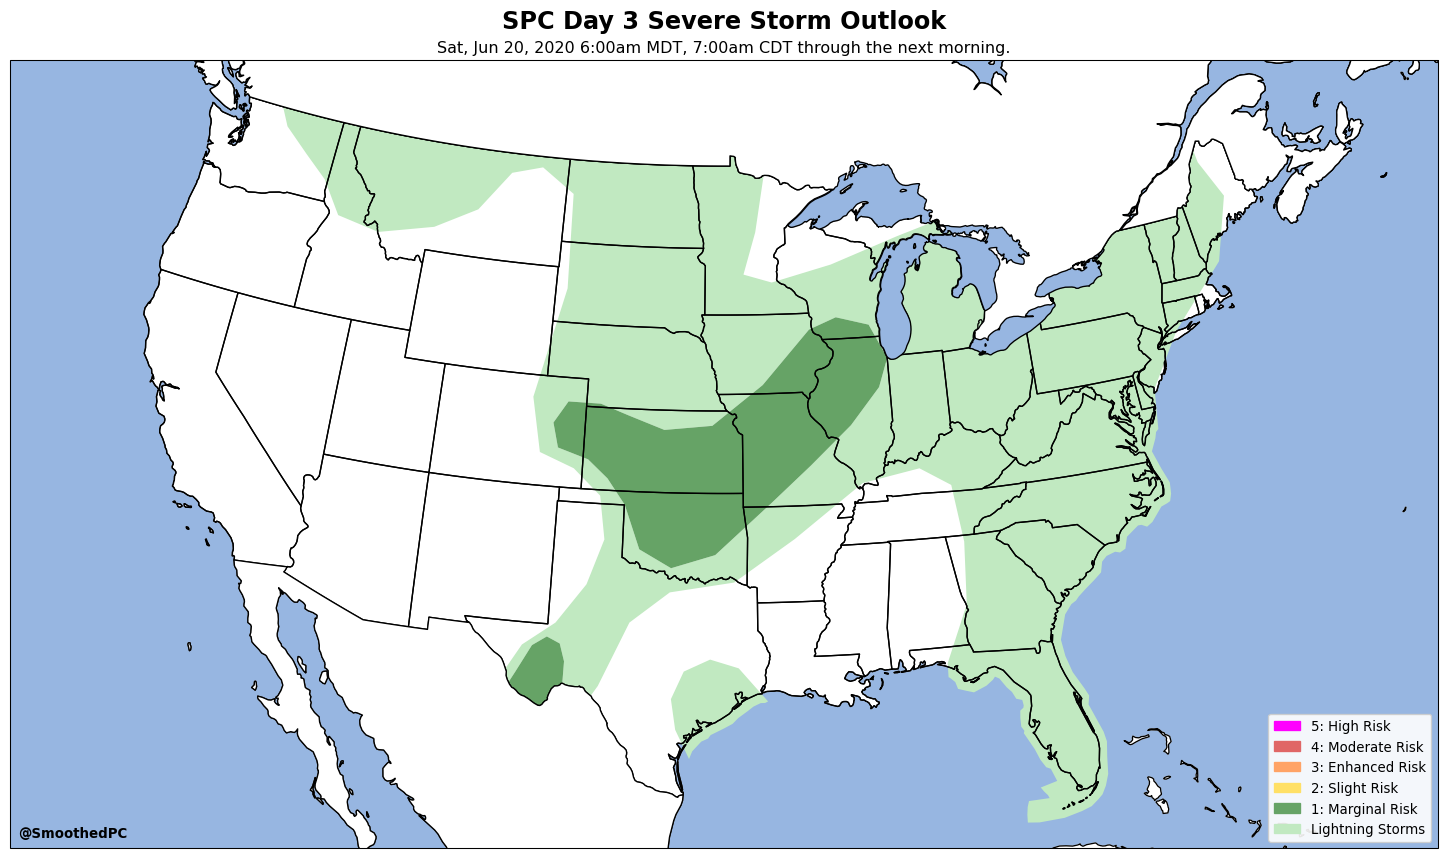 SPC Day 3 Severe Storm Outlook
Sat, Jun 20, 2020 6:00am MDT, 7:00am CDT through the next morning.
5: High Risk
4: Moderate Risk
3: Enhanced Risk
2: Slight Risk
1: Marginal Risk
Lightning Storms
@SmoothedPC